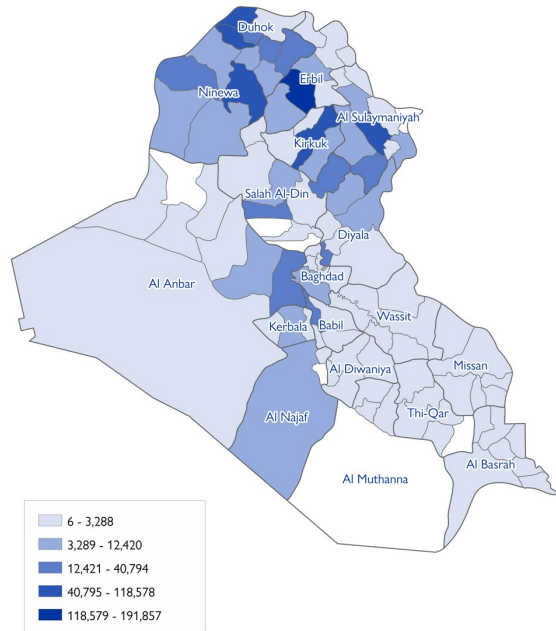 Duhok
Erbil
Ninewa
Al Sulaymaniyah
Kirkuk
Salah Al-Din
Diyala
Baghdad
Al Anbar
Wassit
Kerbala
Babil
Al Diwaniya
Missan
Al Najaf
Thi-Qar
Al Basrah
Al Muthanna
6 - 3,288
3,289 - 12,420
12,421 - 40,794
40,795 - 118,578
118,579 - 191,857